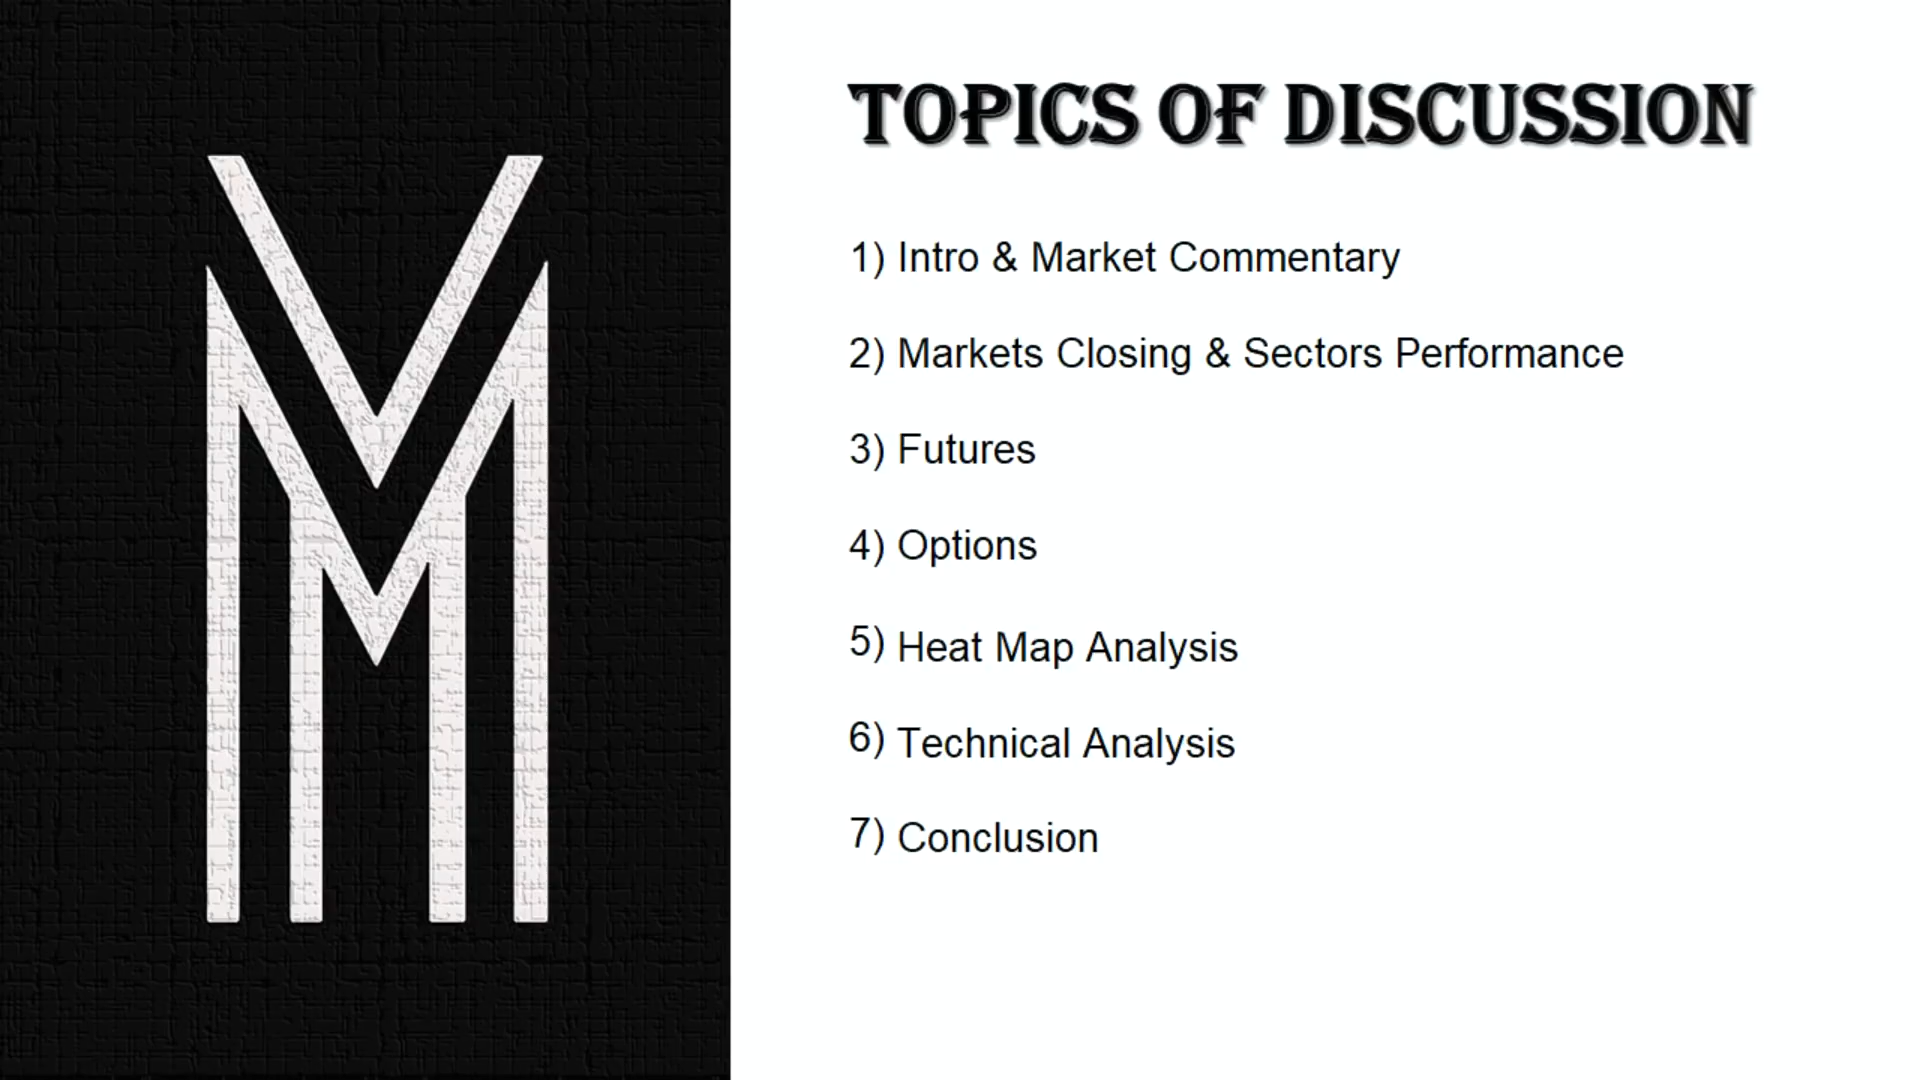 TOPICS OF DISCUSSION
1) Intro & Market Commentary
2) Markets Closing & Sectors Performance
3) Futures
4) Options
5) Heat Map Analysis
6) Technical Analysis
7) Conclusion